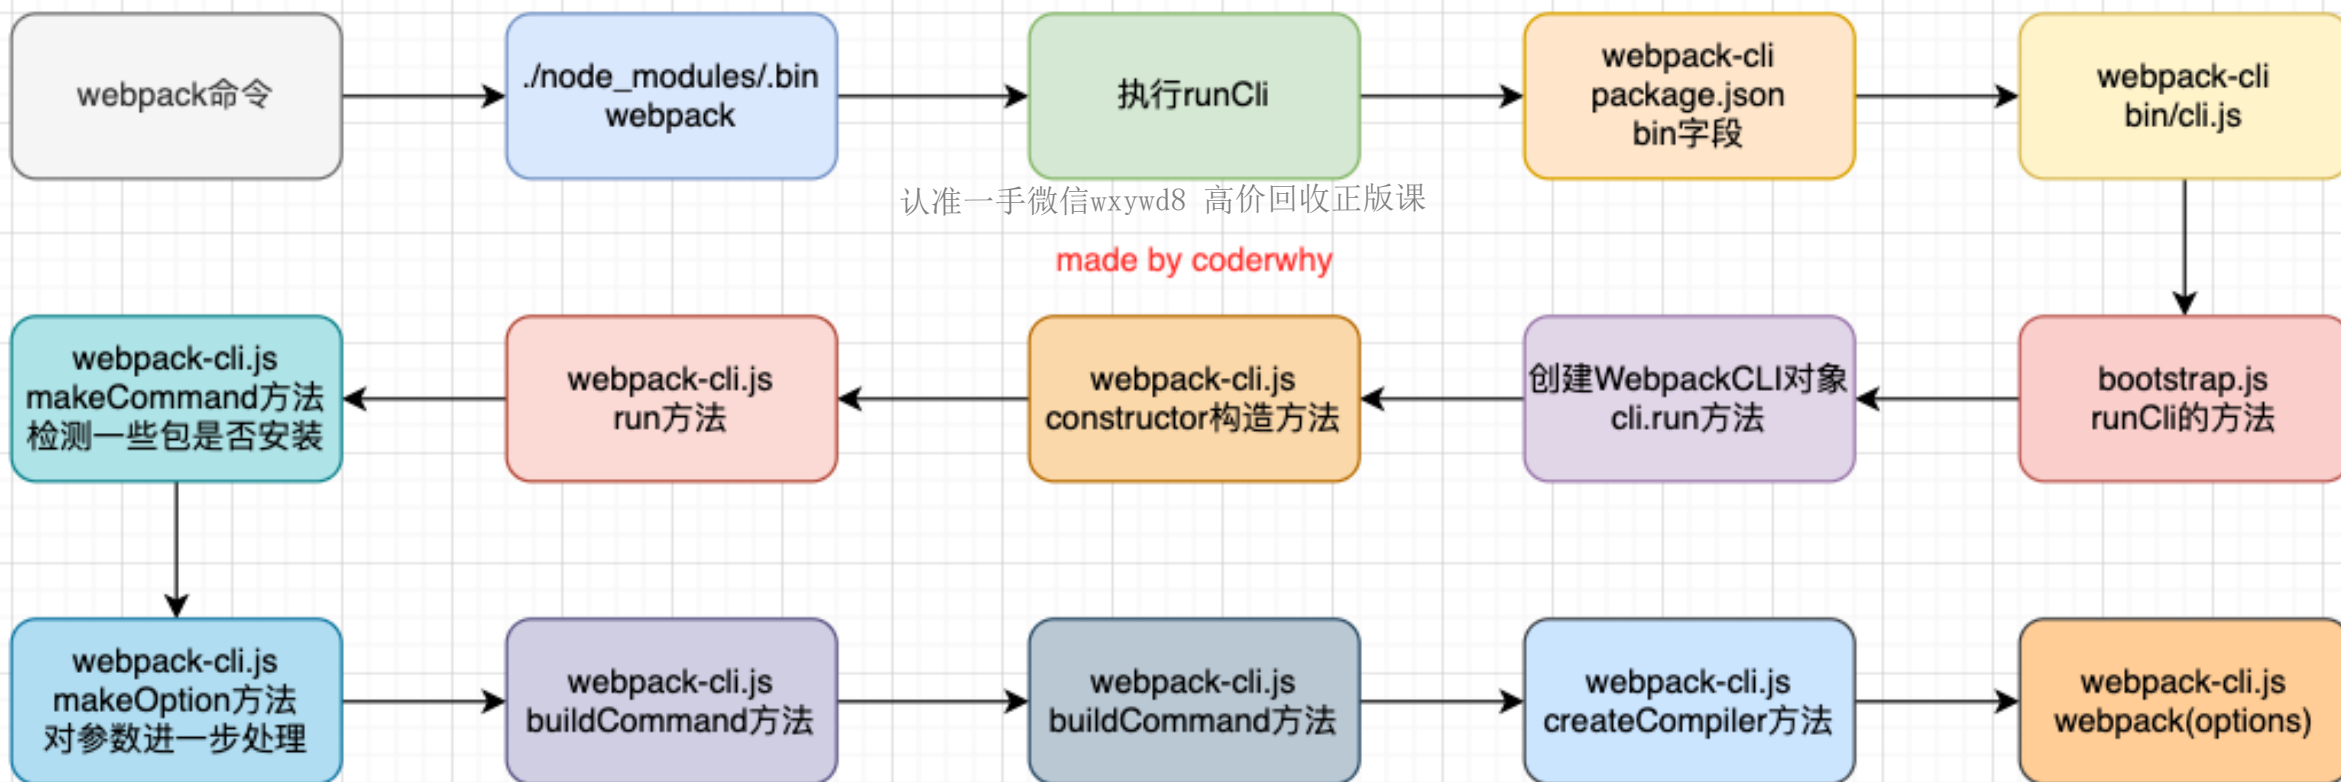 webpack命令
./node_modules/.bin
webpack
执行runCli
webpack-cli
package.json
bin字段
webpack-cli
bin/cli.js
认准一手微信wxywd8 高价回收正版课
made by coderwhy
webpack-cli.js
makeCommand方法
检测一些包是否安装
webpack-cli.js
run方法
webpack-cli.js
constructor构造方法
创建WebpackCLI对象
cli.run方法
bootstrap.js
runCli的方法
webpack-cli.js
makeOption方法
对参数进一步处理
webpack-cli.js
buildCommand方法
webpack-cli.js
buildCommand方法
webpack-cli.js
createCompiler方法
webpack-cli.js
webpack(options)